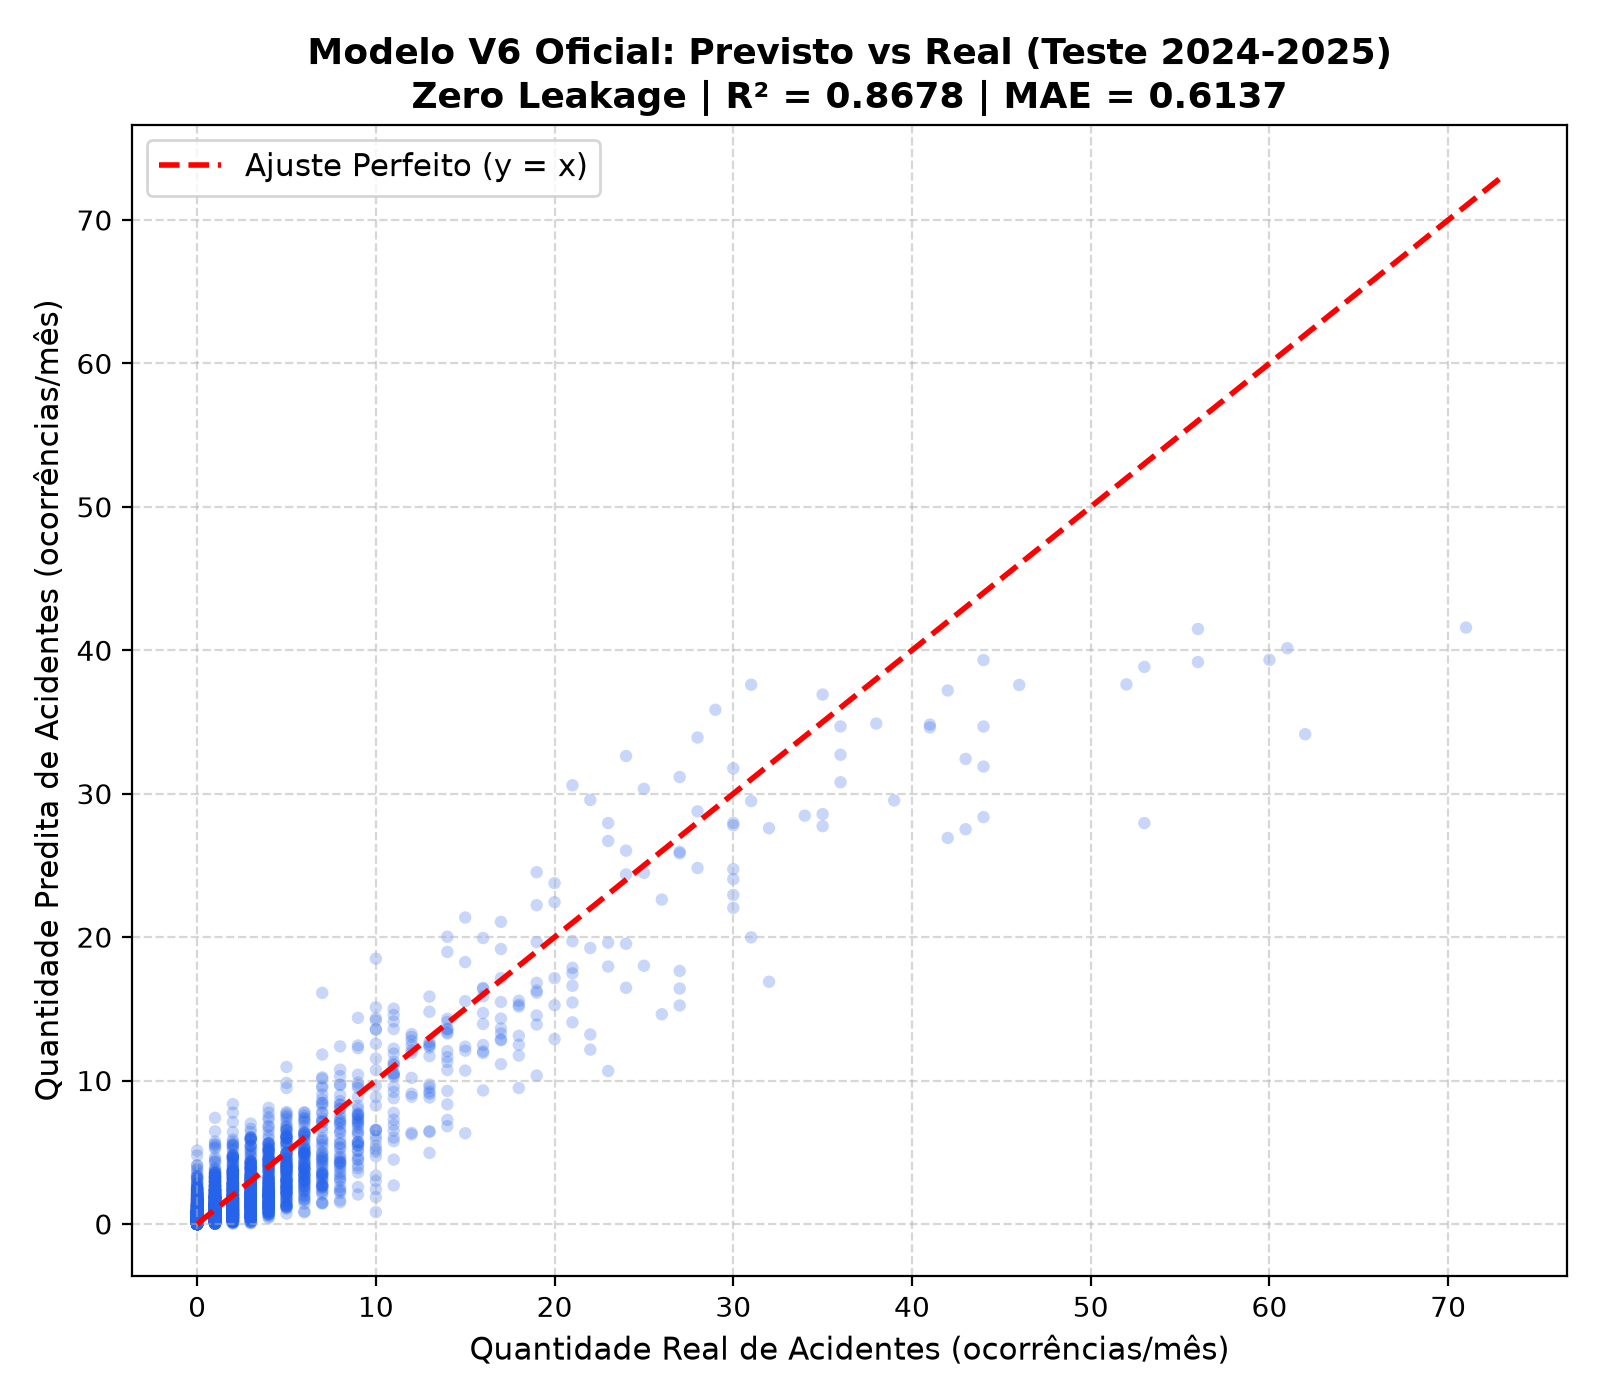 Modelo V6 Oficial: Previsto vs Real (Teste 2024-2025)
Zero Leakage | R² = 0.8678 | MAE = 0.6137
Ajuste Perfeito (y = x)
Quantidade Predita de Acidentes (ocorrências/mês)
70
60
50
40
30
20
10
0
0 10 20 30 40 50 60 70
Quantidade Real de Acidentes (ocorrências/mês)